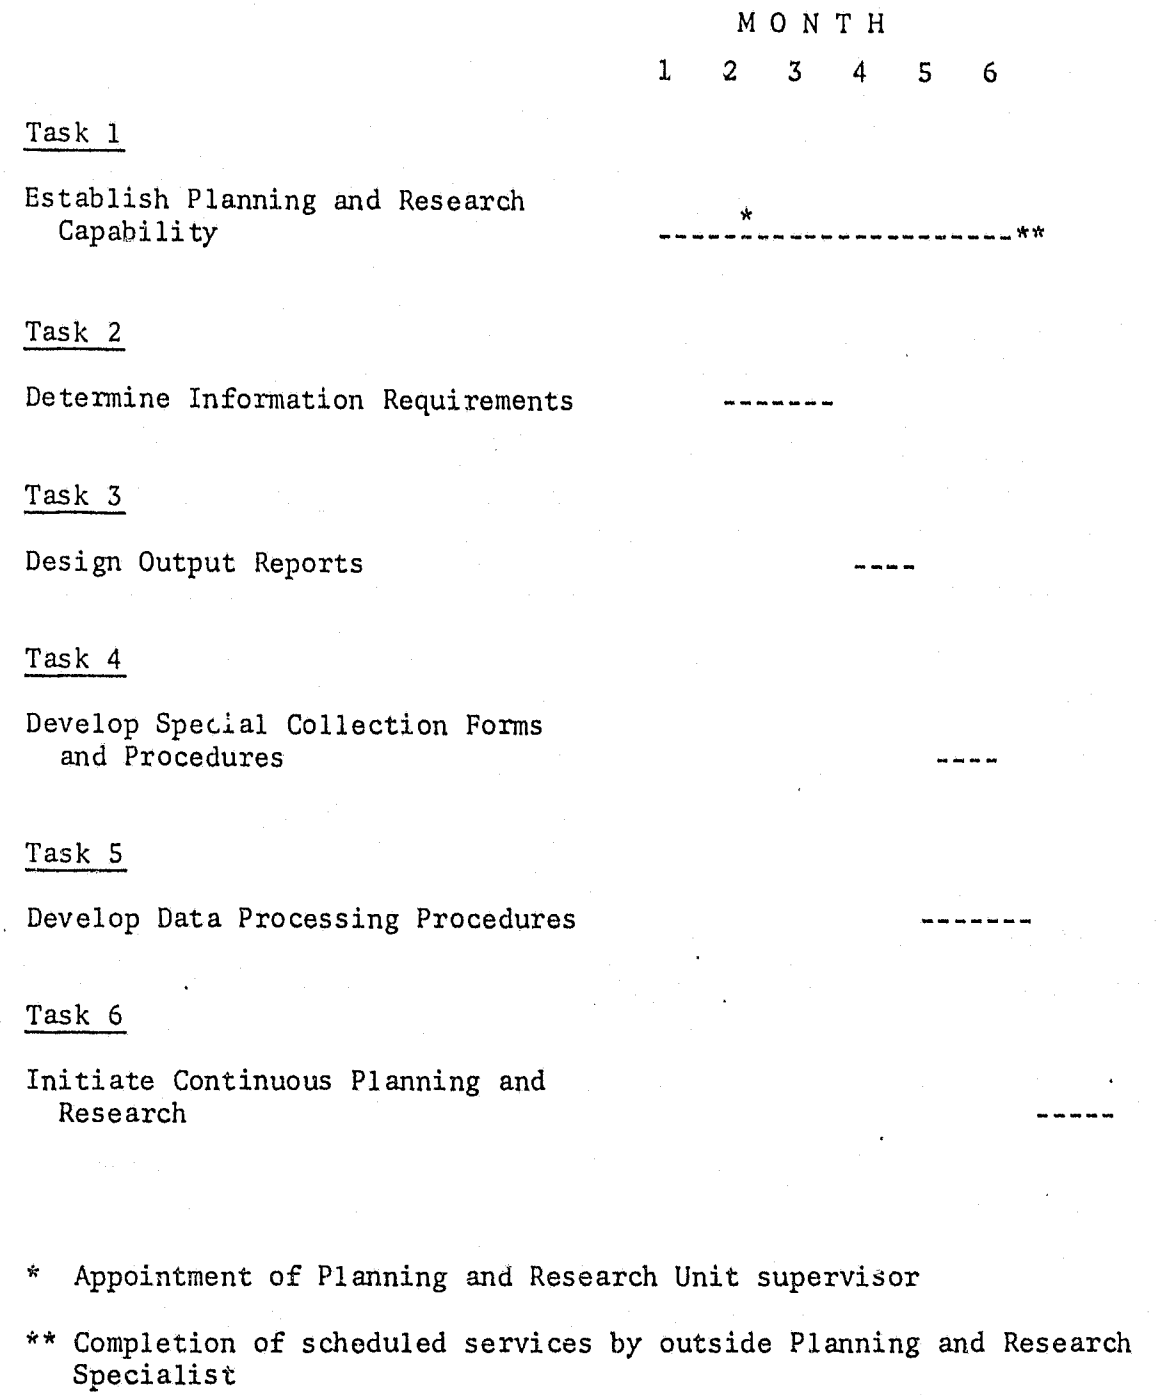 M O N T H
1 2 3 4 5 6
Task 1
Establish Planning and Research
Capability
*
----------------------**
Task 2
Determine Information Requirements -------
Task 3
Design Output Reports ----
Task 4
Develop Special Collection Forms
and Procedures ----
Task 5
Develop Data Processing Procedures -------
Task 6
Initiate Continuous Planning and
Research -----
* Appointment of Planning and Research Unit supervisor
** Completion of scheduled services by outside Planning and Research
Specialist